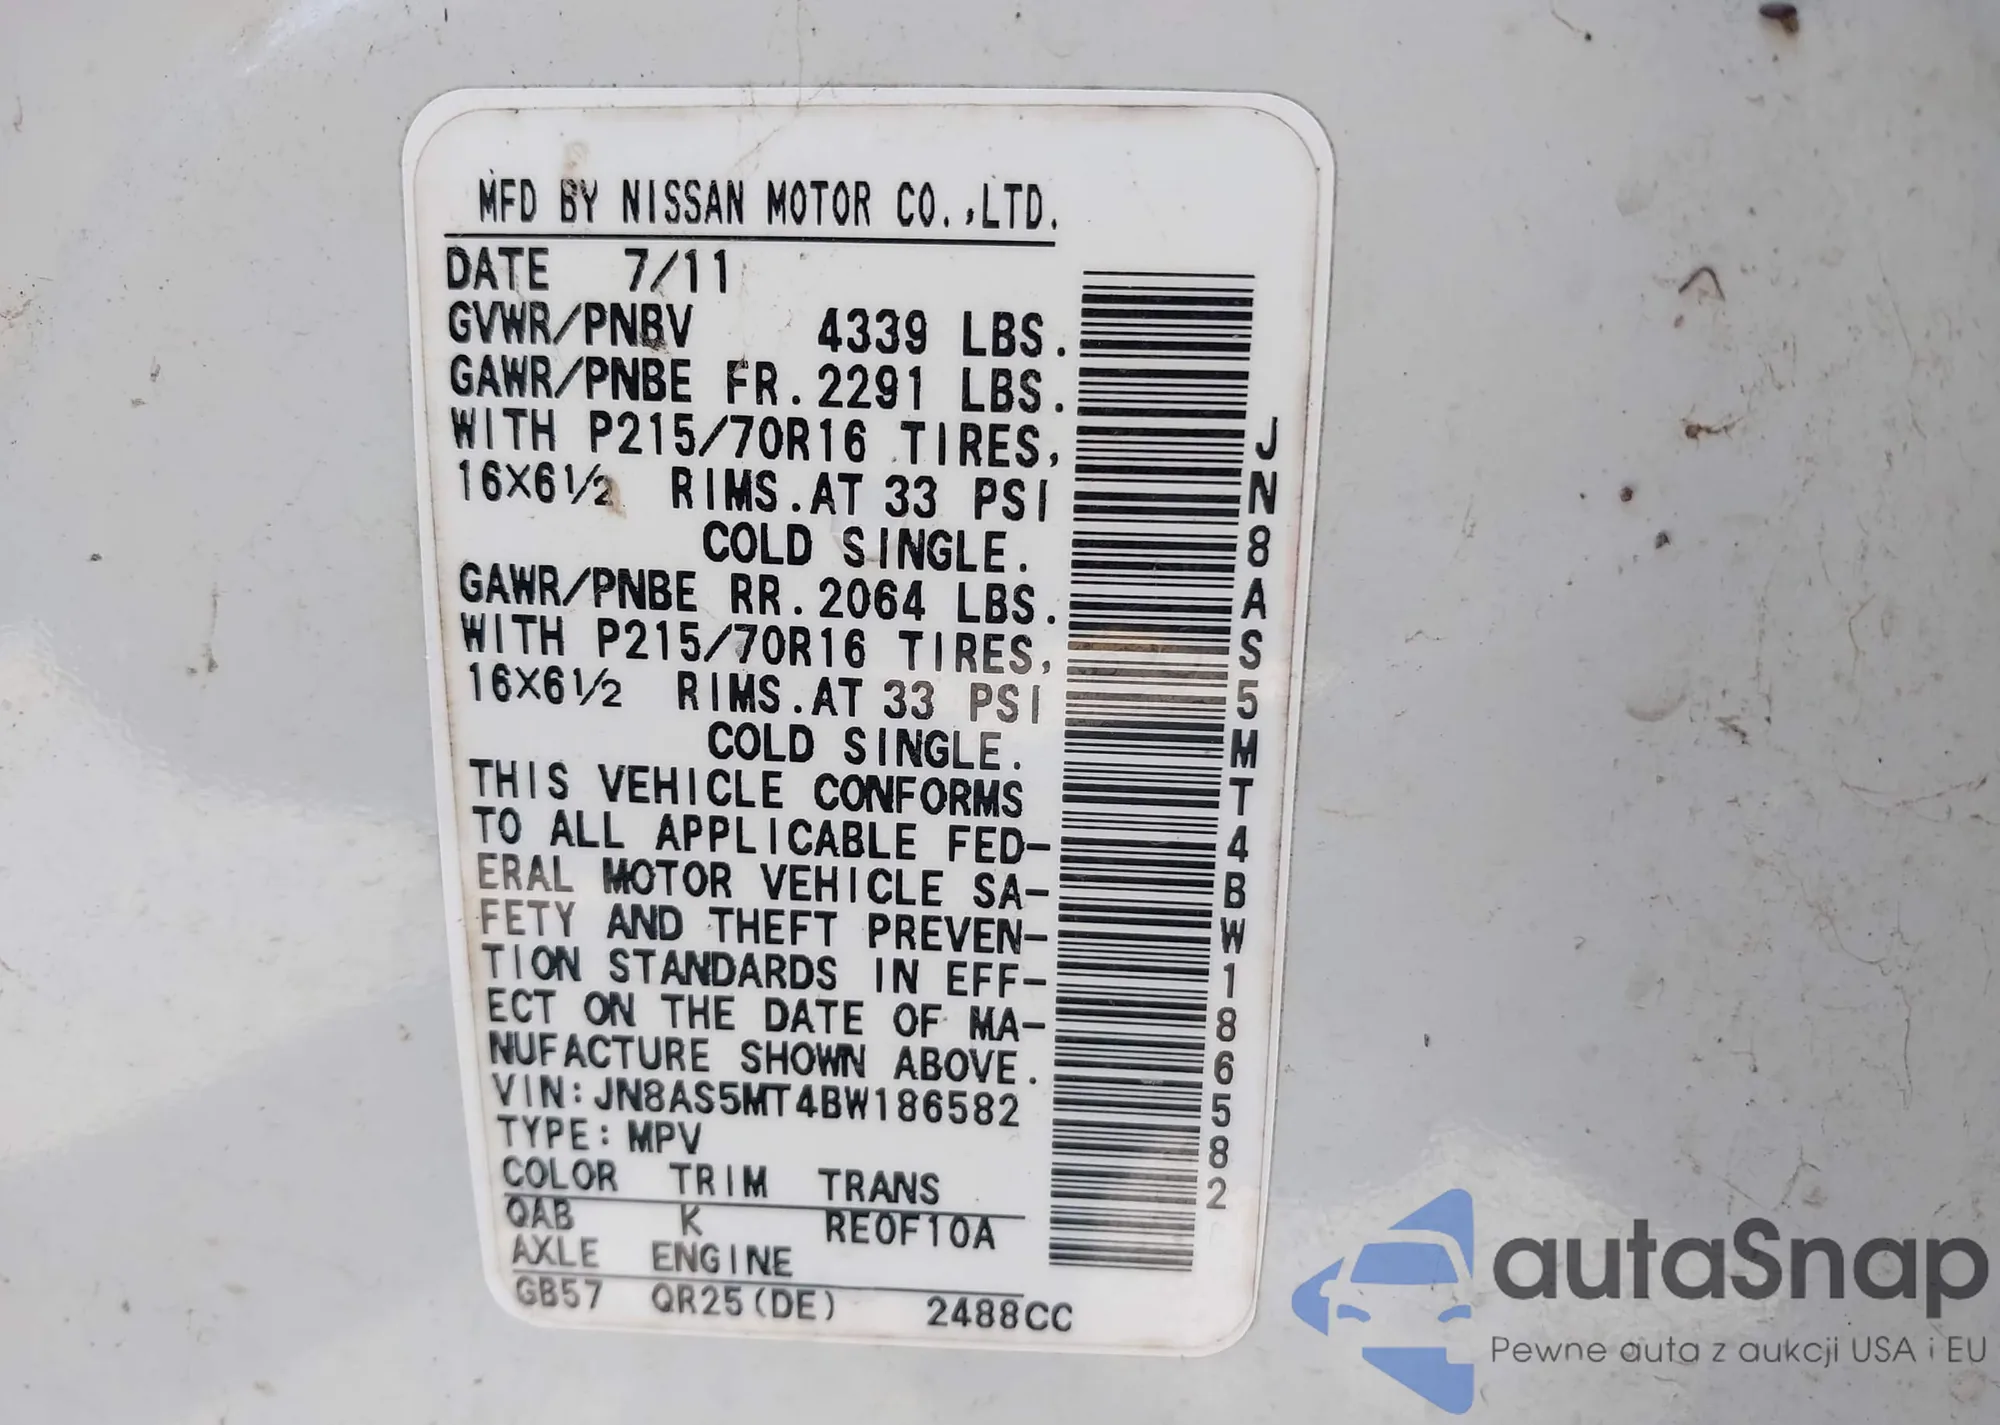 MFD BY NISSAN MOTOR CO.,LTD.
DATE 7/11
GVWR/PNBV 4339 LBS.
GAWR/PNBE FR.2291 LBS.
WITH P215/70R16 TIRES,
16X6½ RIMS.AT 33 PSI
COLD SINGLE.
GAWR/PNBE RR.2064 LBS.
WITH P215/70R16 TIRES,
16X6½ RIMS.AT 33 PSI
COLD SINGLE.
THIS VEHICLE CONFORMS
TO ALL APPLICABLE FED-
ERAL MOTOR VEHICLE SA-
FETY AND THEFT PREVEN-
TION STANDARDS IN EFF-
ECT ON THE DATE OF MA-
NUFACTURE SHOWN ABOVE.
VIN:JN8AS5MT4BW186582
TYPE:MPV
COLOR TRIM TRANS
QAB K RE0F10A
AXLE ENGINE
GB57 QR25(DE) 2488CC
JN8AS5MT4BW186582
autaSnap
Pewne auta z aukcji USA i EU